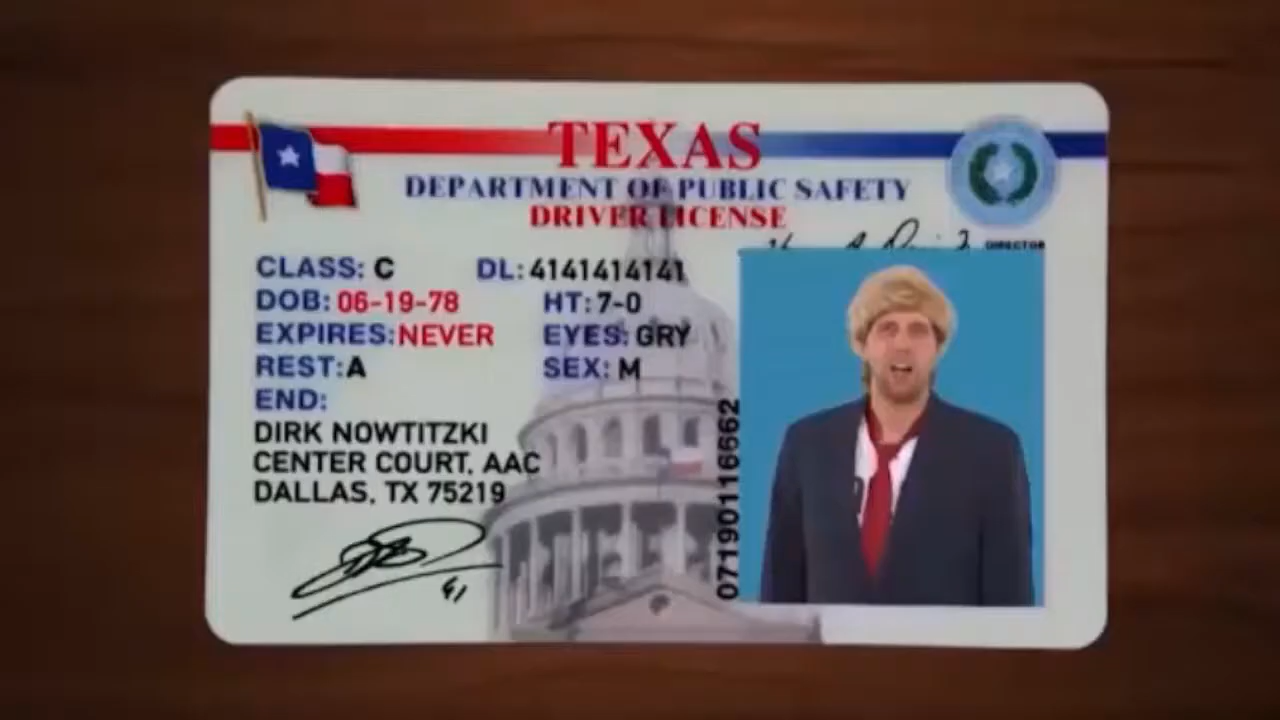 TEXAS
DEPARTMENT OF PUBLIC SAFETY
DRIVER LICENSE
DIRECTOR
CLASS: C DL: 4141414141
DOB: 06-19-78 HT: 7-0
EXPIRES: NEVER EYES: GRY
REST: A SEX: M
END:
DIRK NOWTITZKI
CENTER COURT, AAC
DALLAS, TX 75219
41
07190116662